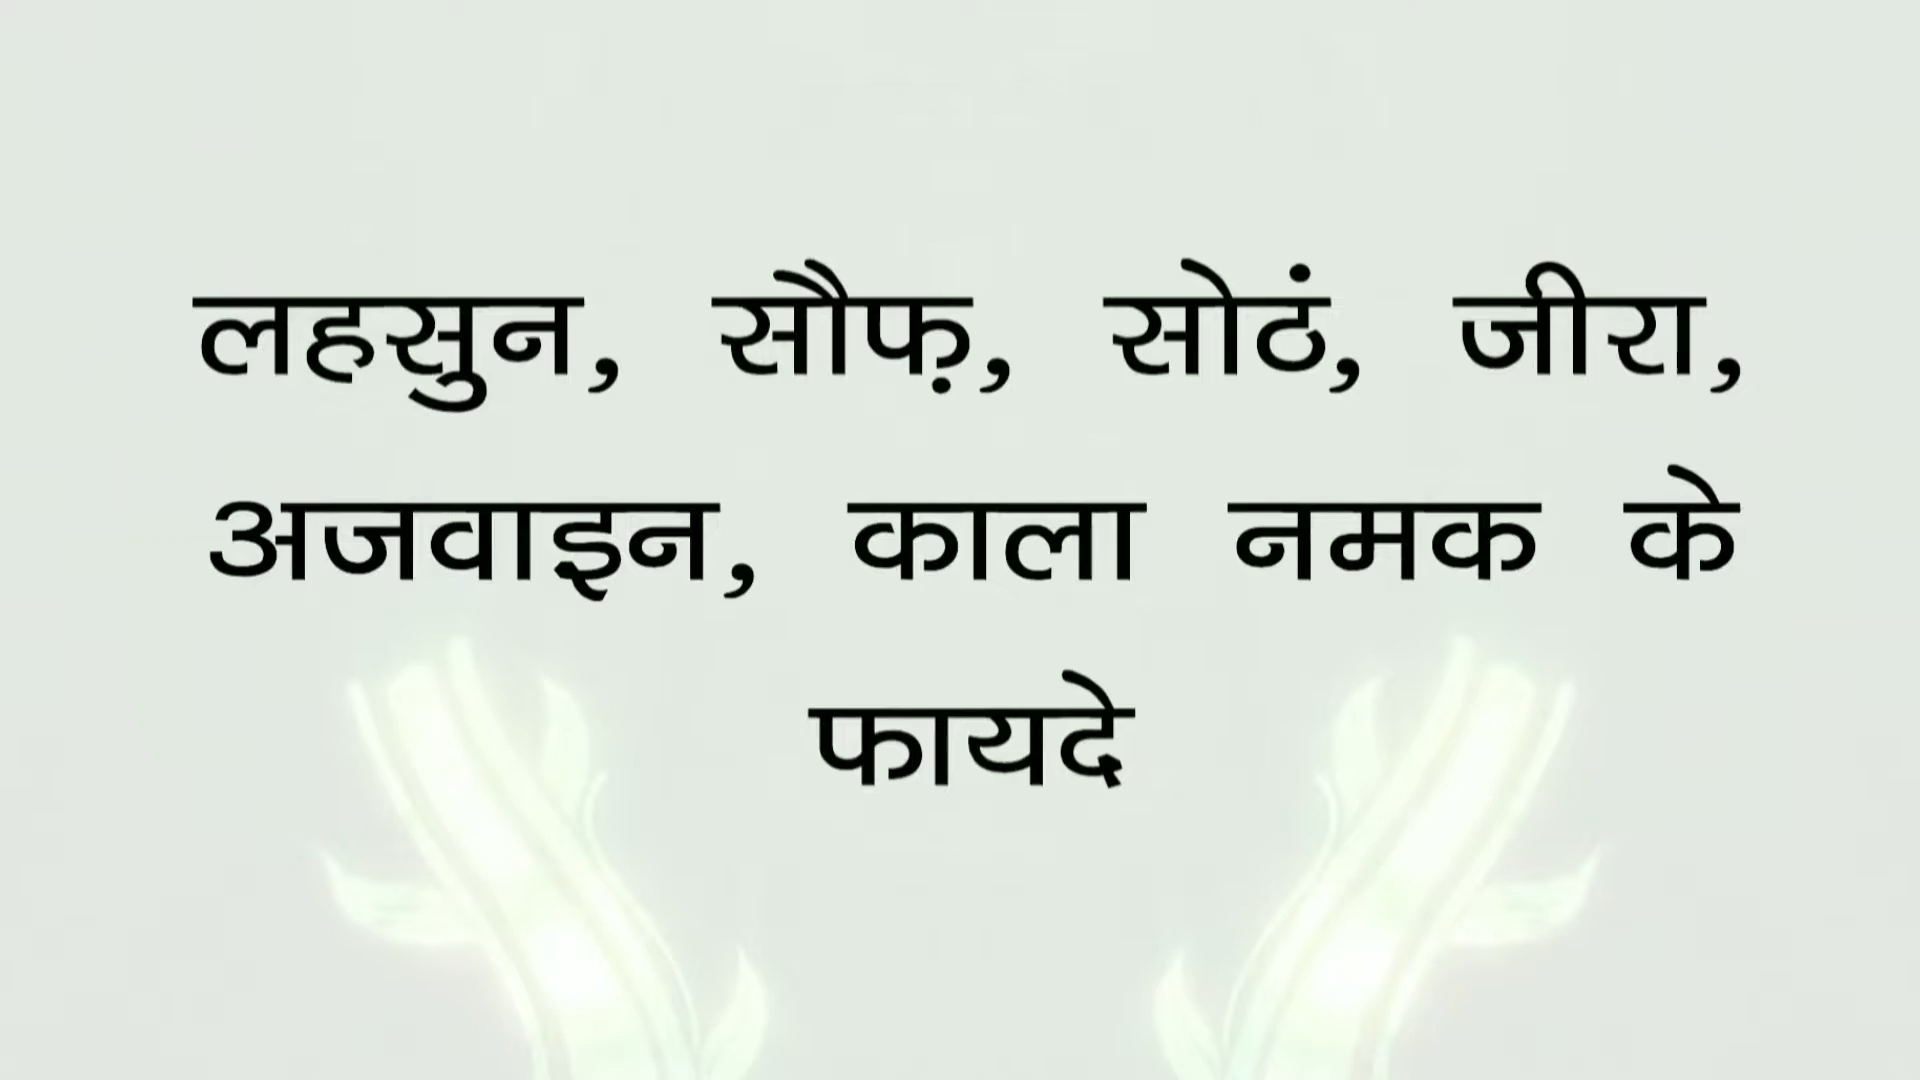 लहसुन, सौफ़, सोठं, जीरा,
अजवाइन, काला नमक के
फायदे